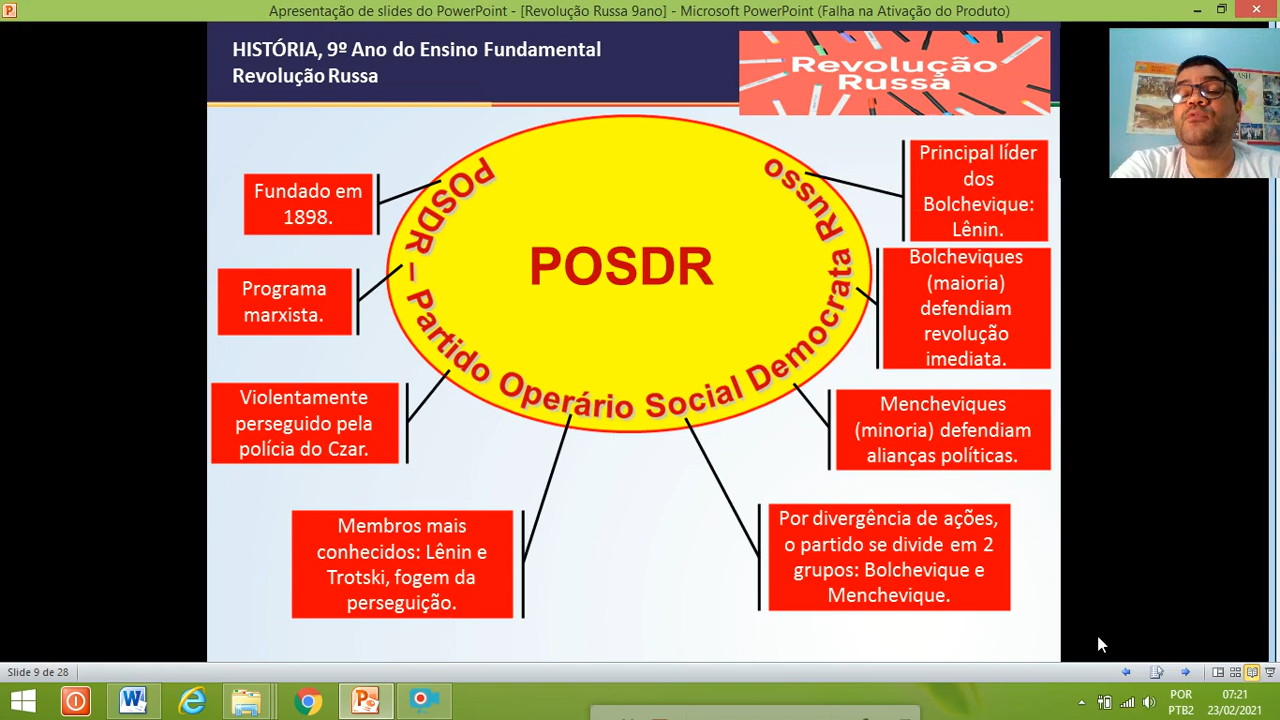 Apresentação de slides do PowerPoint - [Revolução Russa 9ano] - Microsoft PowerPoint (Falha na Ativação do Produto)
HISTÓRIA, 9º Ano do Ensino Fundamental
Revolução Russa
Revolução
Russa
POSDR – Partido Operário Social Democrata Russo
POSDR
Fundado em
1898.
Programa
marxista.
Violentamente
perseguido pela
polícia do Czar.
Membros mais
conhecidos: Lênin e
Trotski, fogem da
perseguição.
Por divergência de ações,
o partido se divide em 2
grupos: Bolchevique e
Menchevique.
Mencheviques
(minoria) defendiam
alianças políticas.
Bolcheviques
(maioria)
defendiam
revolução
imediata.
Principal líder
dos
Bolchevique:
Lênin.
Slide 9 de 28
POR
PTB2
07:21
23/02/2021